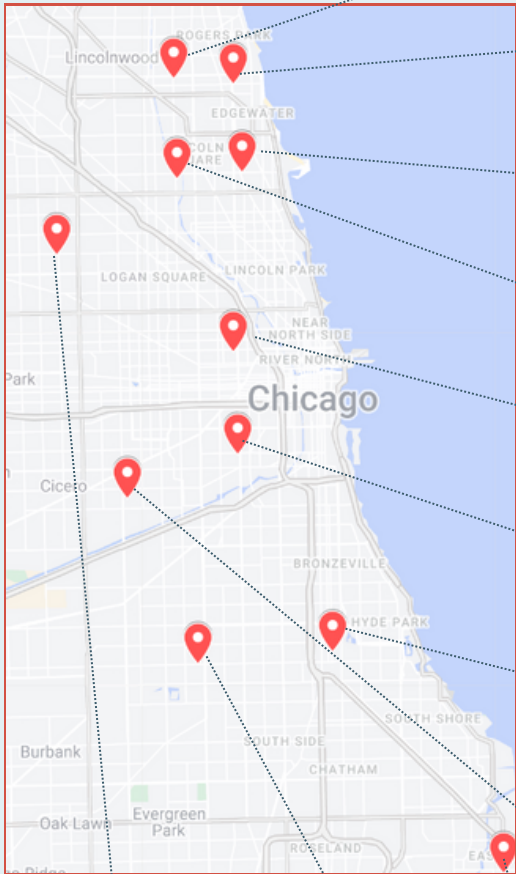 ROGERS PARK
Lincolnwood
EDGEWATER
LOGAN SQUARE
LINCOLN PARK
NEAR
NORTH SIDE
RIVER NORTH
Park
Chicago
Cicero
BRONZEVILLE
HYDE PARK
SOUTH SHORE
SOUTH SIDE
Burbank
CHATHAM
Evergreen
Park
Oak Lawn
ROSELAND